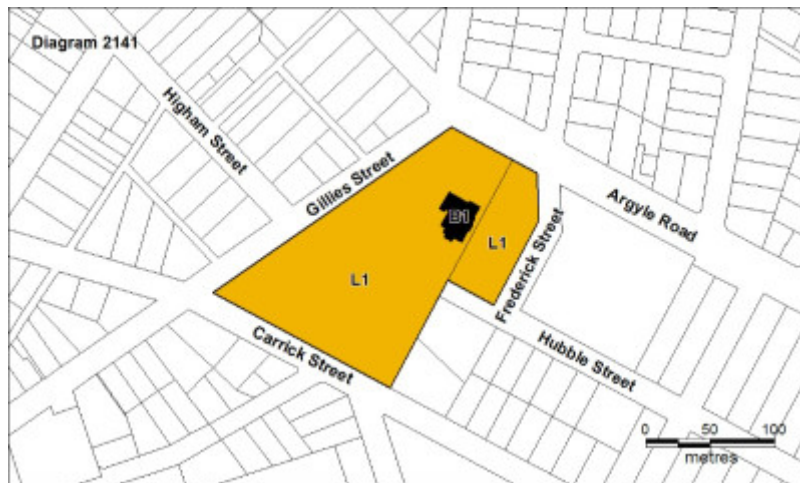 Diagram 2141
Higham Street
Gillies Street
Argyle Road
B1
L1
Frederick Street
L1
Carrick Street
Hubble Street
0 50 100
metres